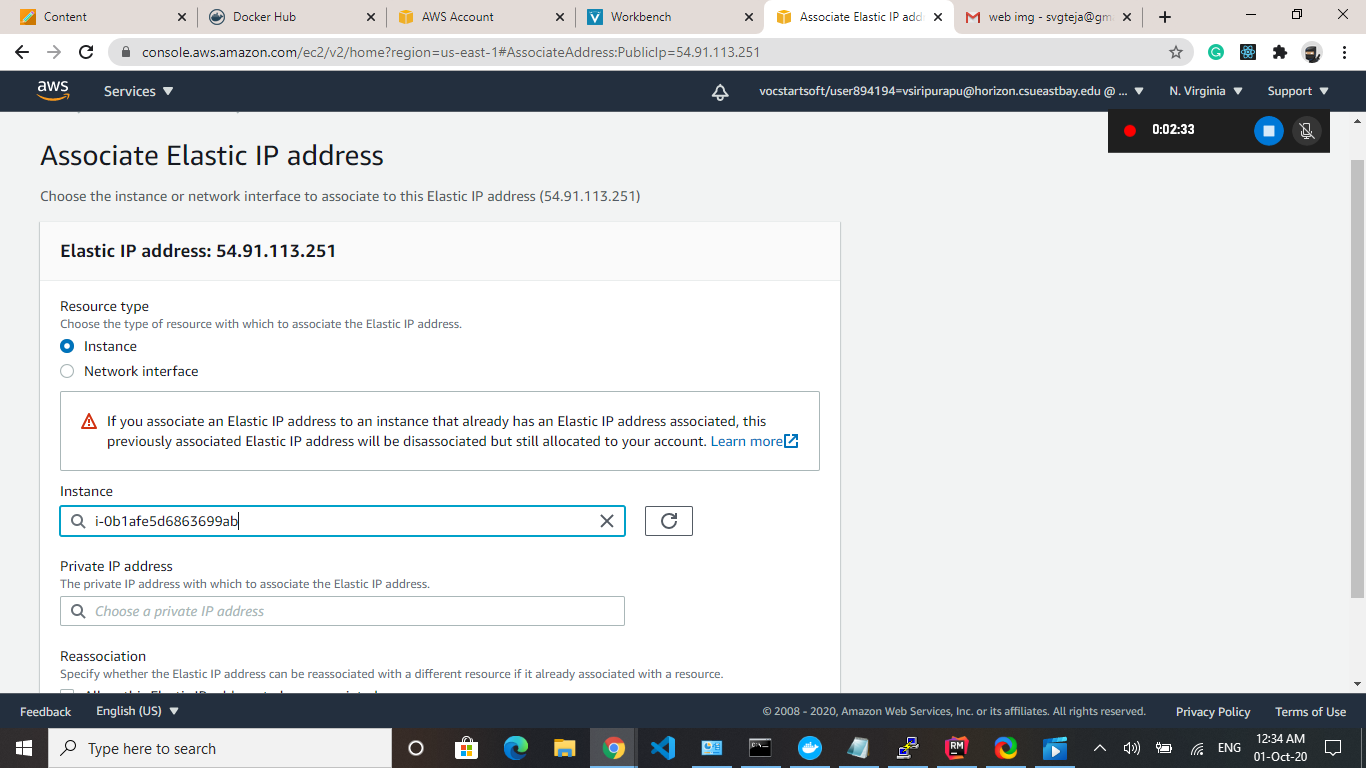 Content
Docker Hub
AWS Account
Workbench
Associate Elastic IP add
web img - svgteja@gm
console.aws.amazon.com/ec2/v2/home?region=us-east-1#AssociateAddress:PublicIp=54.91.113.251
aws
Services
vocstartsoft/user894194=vsiripurapu@horizon.csueastbay.edu @ ...
N. Virginia
Support
0:02:33
Associate Elastic IP address
Choose the instance or network interface to associate to this Elastic IP address (54.91.113.251)
Elastic IP address: 54.91.113.251
Resource type
Choose the type of resource with which to associate the Elastic IP address.
Instance
Network interface
If you associate an Elastic IP address to an instance that already has an Elastic IP address associated, this
previously associated Elastic IP address will be disassociated but still allocated to your account. Learn more
Instance
i-0b1afe5d6863699ab
Private IP address
The private IP address with which to associate the Elastic IP address.
Choose a private IP address
Reassociation
Specify whether the Elastic IP address can be reassociated with a different resource if it already associated with a resource.
Feedback
English (US)
© 2008 - 2020, Amazon Web Services, Inc. or its affiliates. All rights reserved.
Privacy Policy
Terms of Use
Type here to search
RM
ENG
12:34 AM
01-Oct-20